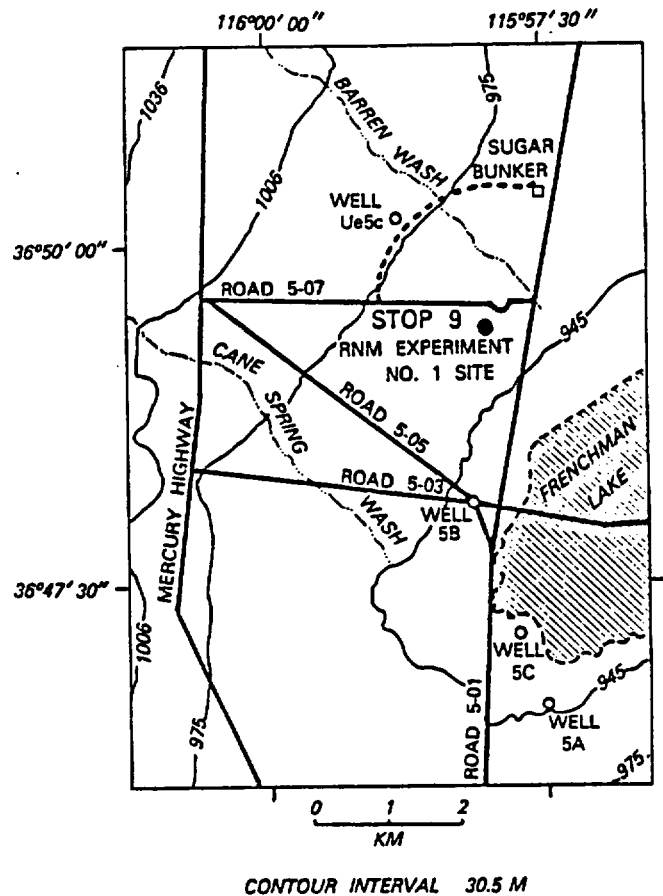 116°00' 00"
115°57' 30"
1036
1006
BARREN WASH
975
SUGAR
BUNKER
WELL
Ue5c
36°50' 00"
ROAD 5-07
STOP 9
RNM EXPERIMENT
NO. 1 SITE
945
CANE SPRING WASH
ROAD 5-05
MERCURY HIGHWAY
ROAD 5-03
FRENCHMAN
LAKE
WELL
5B
36°47' 30"
1006
975
WELL
5C
ROAD 5-01
945
WELL
5A
975
0 1 2
KM
CONTOUR INTERVAL 30.5 M